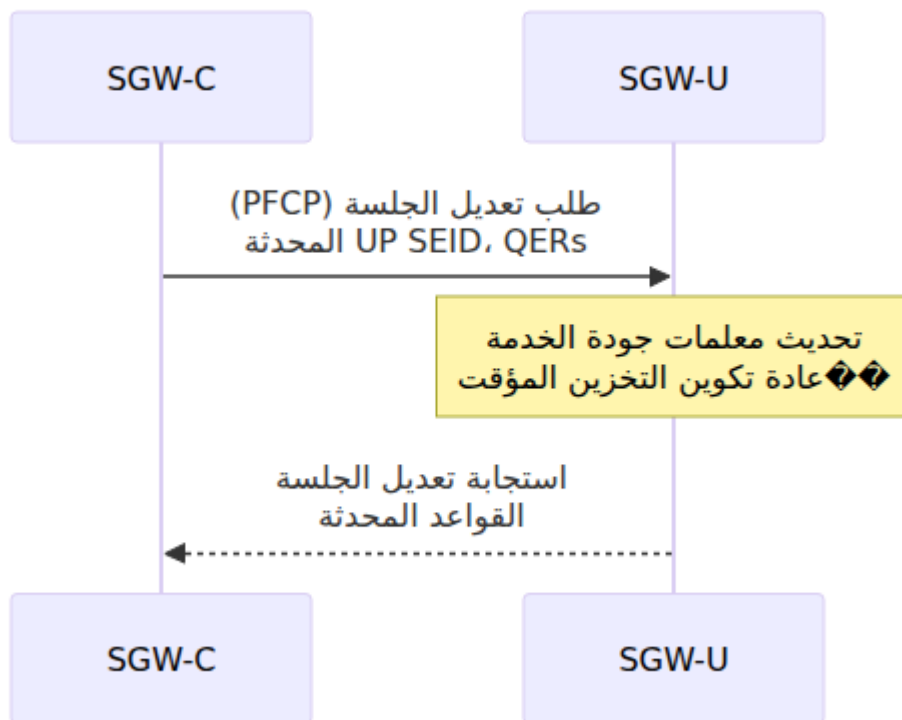 SGW-C
SGW-U
طلب تعديل الجلسة (PFCP)
UP SEID، QERs المحدثة
تحديث معلمات جودة الخدمة
��عادة تكوين التخزين المؤقت
استجابة تعديل الجلسة
القواعد المحدثة
SGW-C
SGW-U